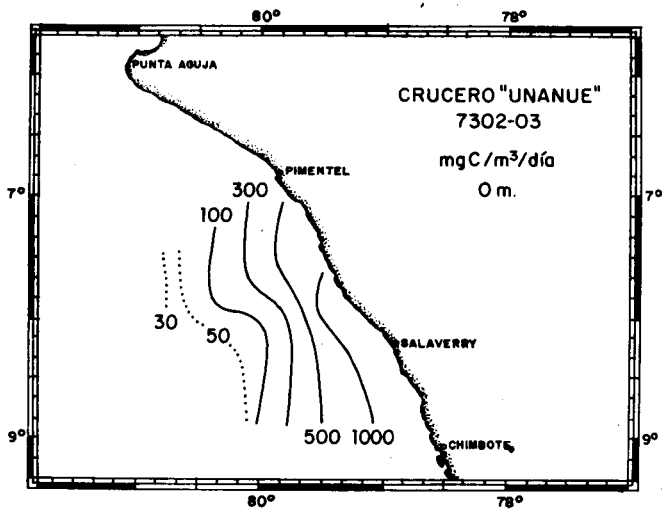 80°
78°
PUNTA AGUJA
CRUCERO "UNANUE"
7302-03
mg C/m³/día
0 m.
PIMENTEL
7°
7°
300
100
30
50
SALAVERRY
500
1000
9°
9°
CHIMBOTE
80°
78°